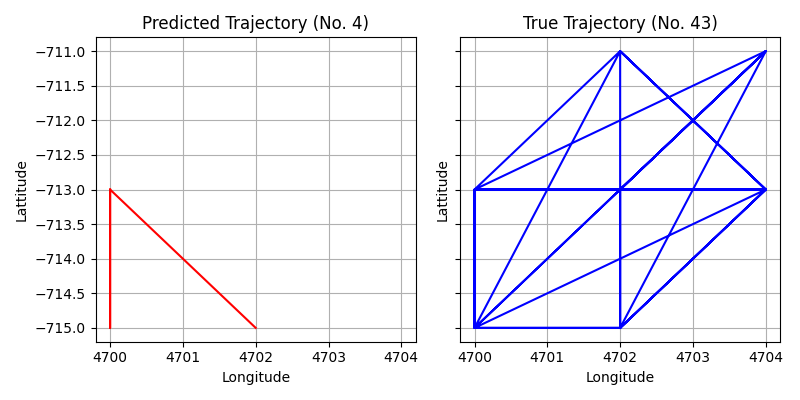 Predicted Trajectory (No. 4)
True Trajectory (No. 43)
−711.0
−711.5
−712.0
−712.5
−713.0
−713.5
−714.0
−714.5
−715.0
Lattitude
Lattitude
4700 4701 4702 4703 4704
4700 4701 4702 4703 4704
Longitude
Longitude